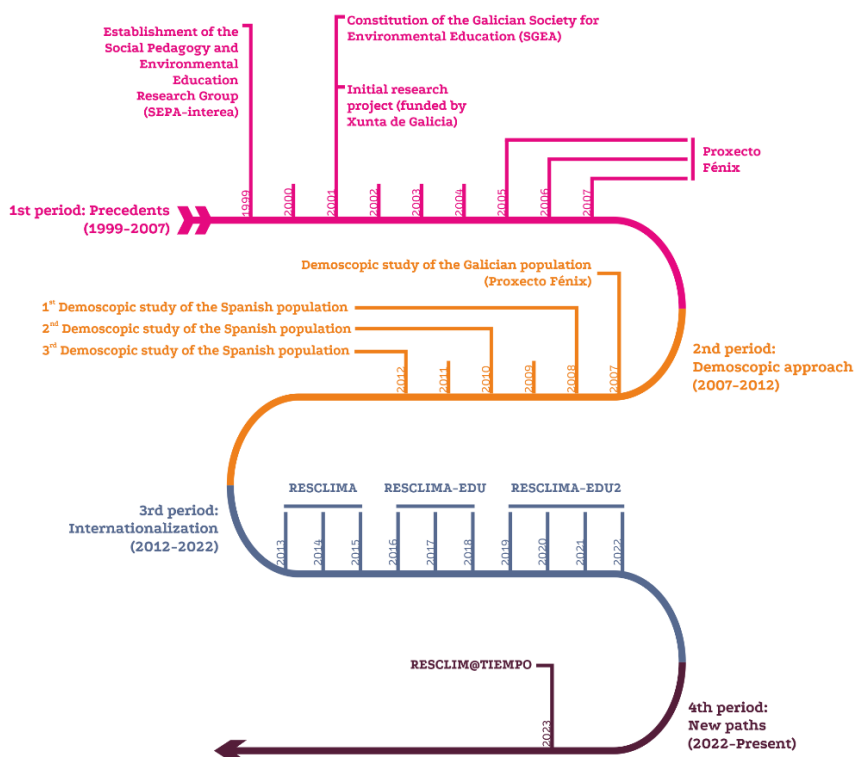 Establishment of the
Social Pedagogy and
Environmental
Education
Research Group
(SEPA-interea)
Constitution of the Galician Society for
Environmental Education (SGEA)
Initial research
project (funded by
Xunta de Galicia)
Proxecto
Fénix
1st period: Precedents
(1999-2007)
1999
2000
2001
2002
2003
2004
2005
2006
2007
Demoscopic study of the Galician population
(Proxecto Fénix)
1st Demoscopic study of the Spanish population
2nd Demoscopic study of the Spanish population
3rd Demoscopic study of the Spanish population
2012
2011
2010
2009
2008
2007
2nd period:
Demoscopic approach
(2007-2012)
3rd period:
Internationalization
(2012-2022)
RESCLIMA
RESCLIMA-EDU
RESCLIMA-EDU2
2013
2014
2015
2016
2017
2018
2019
2020
2021
2022
RESCLIM@TIEMPO
2023
4th period:
New paths
(2022-Present)